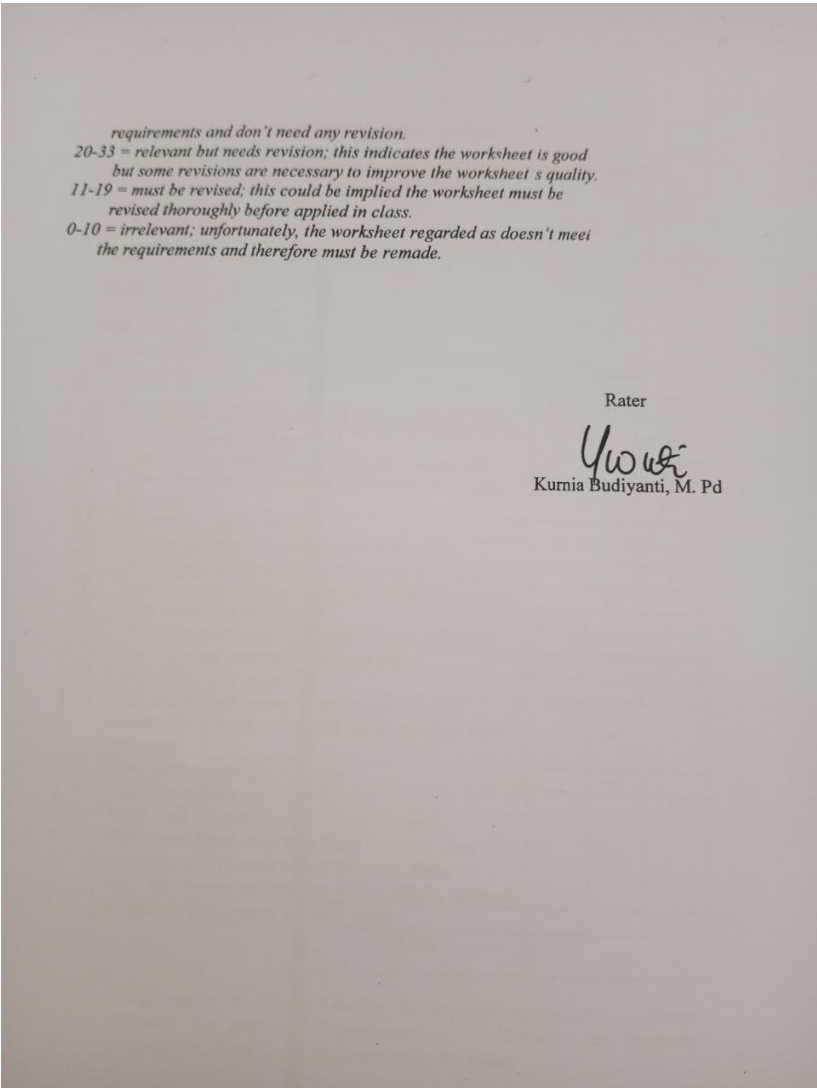 requirements and don't need any revision.
20-33 = relevant but needs revision; this indicates the worksheet is good
but some revisions are necessary to improve the worksheet s quality.
11-19 = must be revised; this could be implied the worksheet must be
revised thoroughly before applied in class.
0-10 = irrelevant; unfortunately, the worksheet regarded as doesn't meet
the requirements and therefore must be remade.
Rater
Kurnia Budiyanti, M. Pd